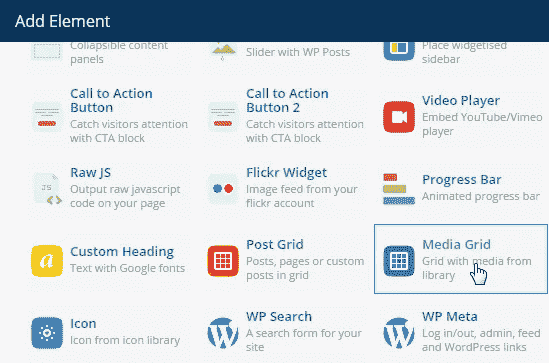 Add Element
Collapsible content
panels
Slider with WP Posts
Place widgetised
sidebar
Call to Action
Button
Catch visitors attention
with CTA block
Call to Action
Button 2
Catch visitors attention
with CTA block
Video Player
Embed YouTube/Vimeo
player
Raw JS
Output raw javascript
code on your page
Flickr Widget
Image feed from your
flickr account
Progress Bar
Animated progress bar
Custom Heading
Text with Google fonts
Post Grid
Posts, pages or custom
posts in grid
Media Grid
Grid with media from
library
Icon
Icon from icon library
WP Search
A search form for your
site
WP Meta
Log in/out, admin, feed
and WordPress links